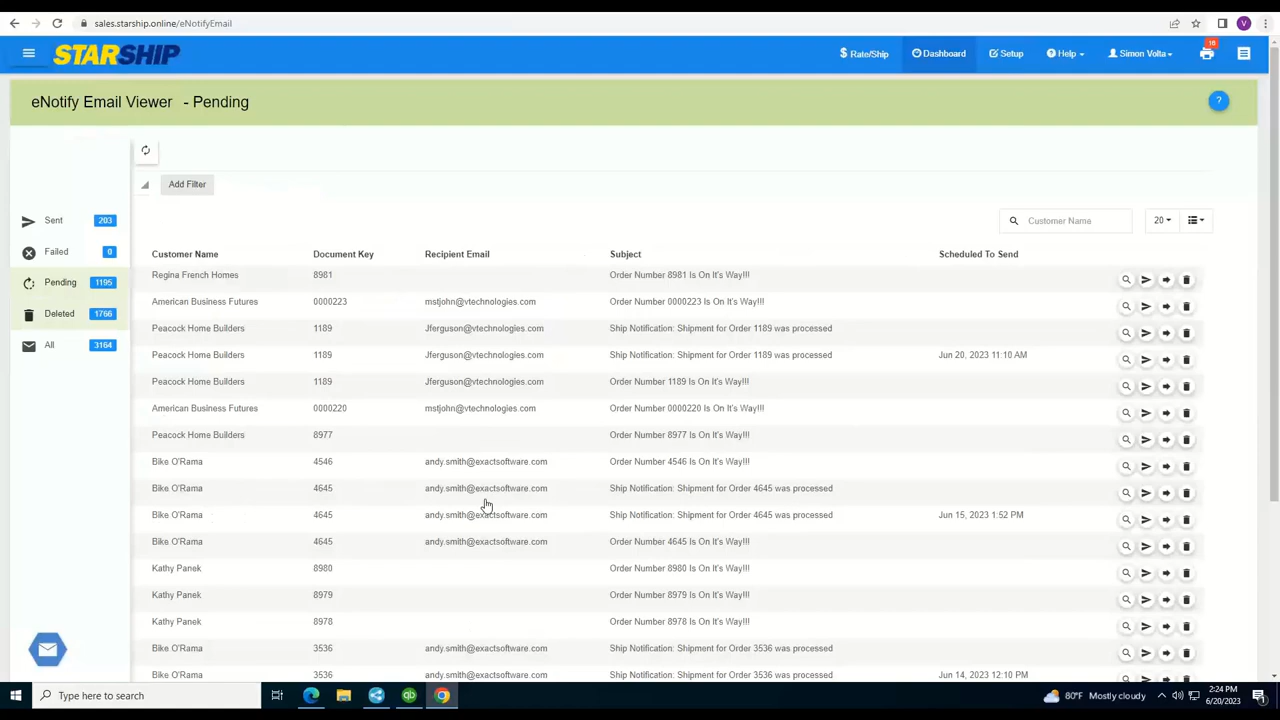 sales.starship.online/eNotifyEmail
V
STARSHIP
$ Rate/Ship
Dashboard
Setup
Help
Simon Volta
16
eNotify Email Viewer - Pending
?
Add Filter
Sent 203
Failed 0
Pending 1195
Deleted 1766
All 3164
Customer Name
20
Customer Name Document Key Recipient Email Subject Scheduled To Send
Regina French Homes 8981 Order Number 8981 Is On It's Way!!!
American Business Futures 0000223 mstjohn@vtechnologies.com Order Number 0000223 Is On It's Way!!!
Peacock Home Builders 1189 Jferguson@vtechnologies.com Ship Notification: Shipment for Order 1189 was processed
Peacock Home Builders 1189 Jferguson@vtechnologies.com Ship Notification: Shipment for Order 1189 was processed Jun 20, 2023 11:10 AM
Peacock Home Builders 1189 Jferguson@vtechnologies.com Order Number 1189 Is On It's Way!!!
American Business Futures 0000220 mstjohn@vtechnologies.com Order Number 0000220 Is On It's Way!!!
Peacock Home Builders 8977 Order Number 8977 Is On It's Way!!!
Bike O'Rama 4546 andy.smith@exactsoftware.com Order Number 4546 Is On It's Way!!!
Bike O'Rama 4645 andy.smith@exactsoftware.com Ship Notification: Shipment for Order 4645 was processed
Bike O'Rama 4645 andy.smith@exactsoftware.com Ship Notification: Shipment for Order 4645 was processed Jun 15, 2023 1:52 PM
Bike O'Rama 4645 andy.smith@exactsoftware.com Order Number 4645 Is On It's Way!!!
Kathy Panek 8980 Order Number 8980 Is On It's Way!!!
Kathy Panek 8979 Order Number 8979 Is On It's Way!!!
Kathy Panek 8978 Order Number 8978 Is On It's Way!!!
Bike O'Rama 3536 andy.smith@exactsoftware.com Ship Notification: Shipment for Order 3536 was processed
Bike O'Rama 3536 andy.smith@exactsoftware.com Ship Notification: Shipment for Order 3536 was processed Jun 14, 2023 12:10 PM
Type here to search
qb
80°F Mostly cloudy
2:24 PM
6/20/2023
1